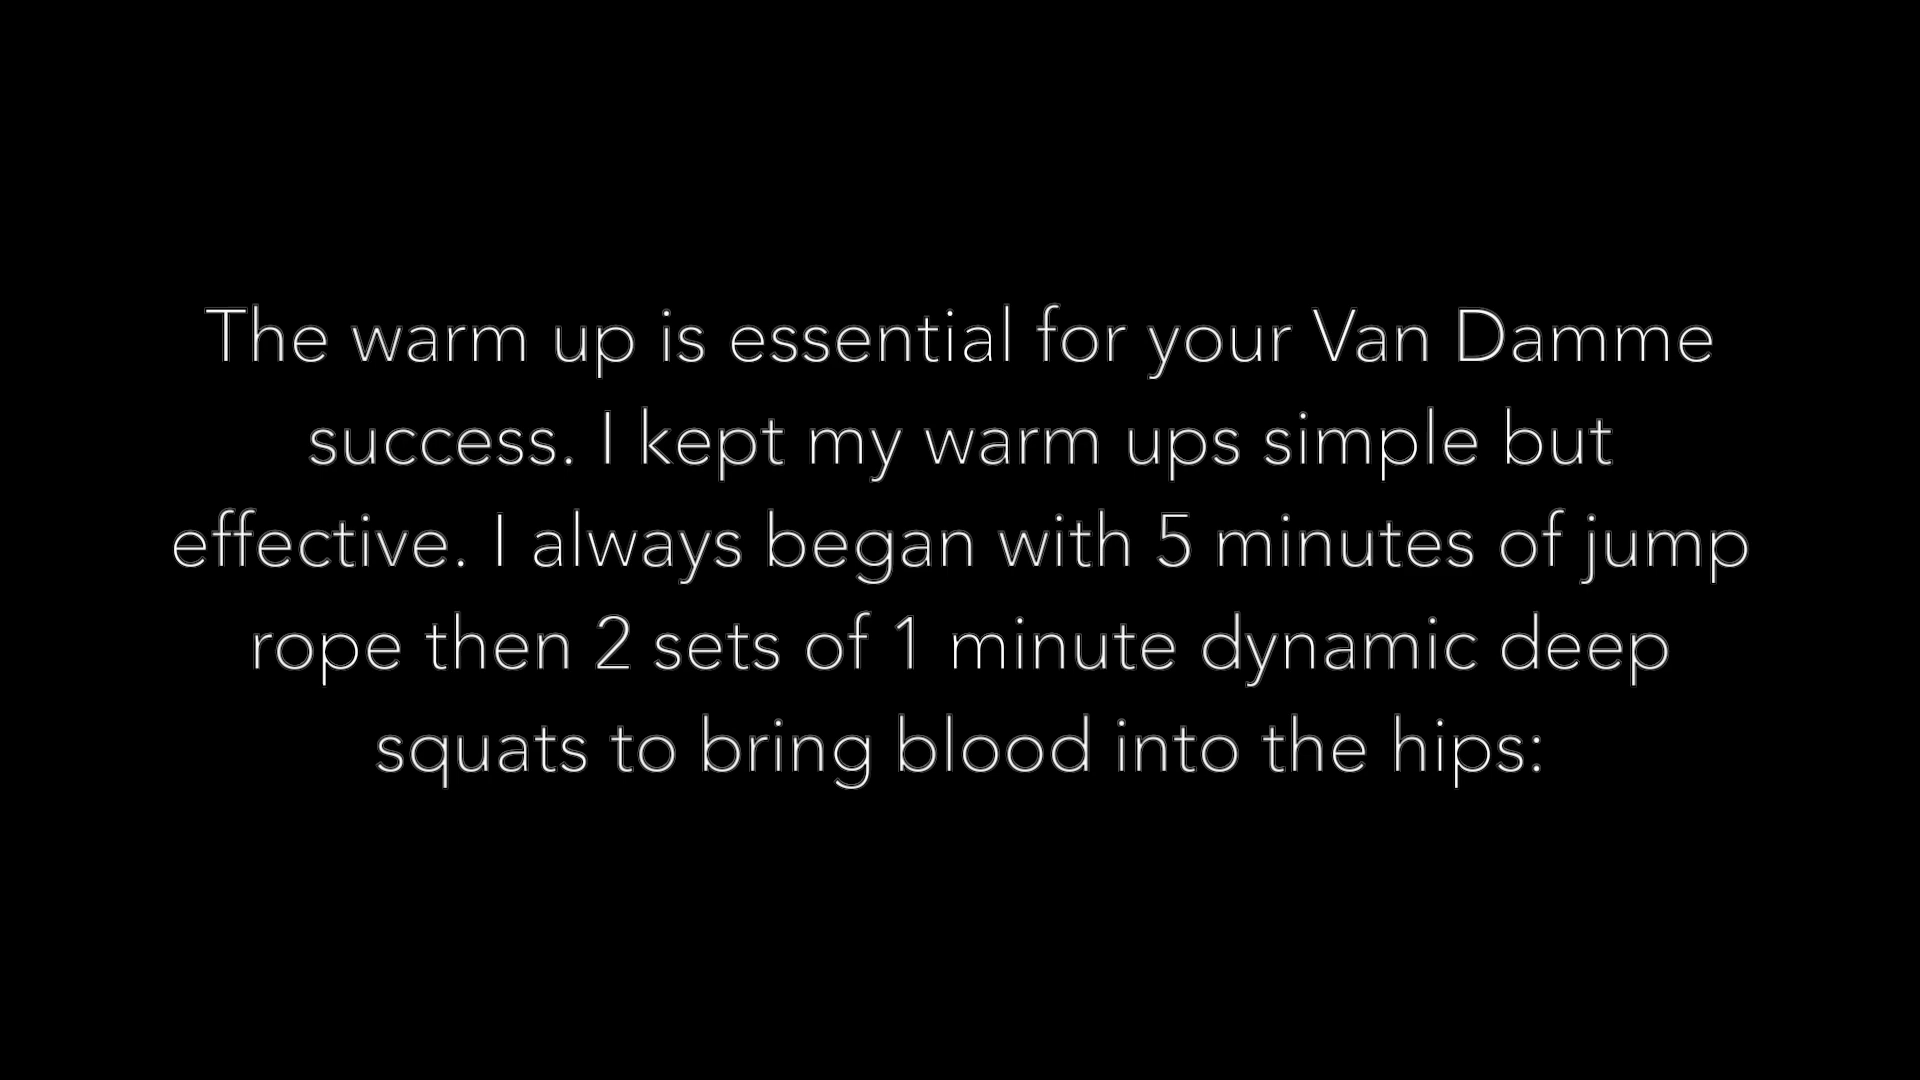 The warm up is essential for your Van Damme
success. I kept my warm ups simple but
effective. I always began with 5 minutes of jump
rope then 2 sets of 1 minute dynamic deep
squats to bring blood into the hips: